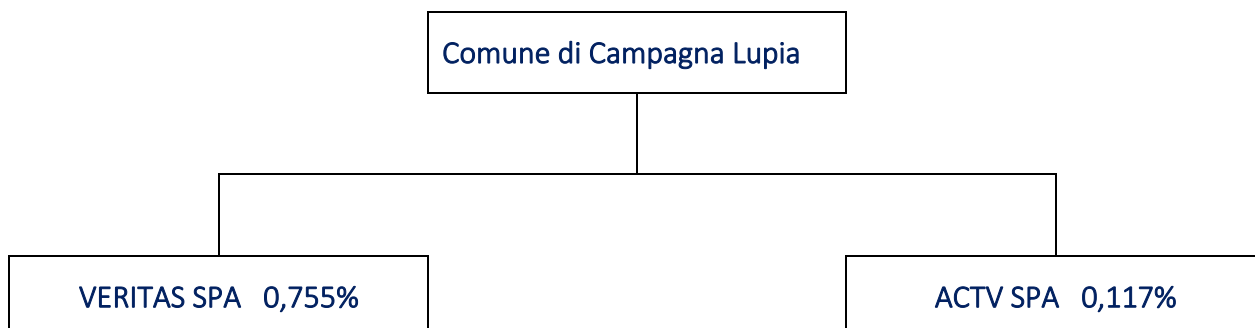 Comune di Campagna Lupia
VERITAS SPA 0,755%
ACTV SPA 0,117%